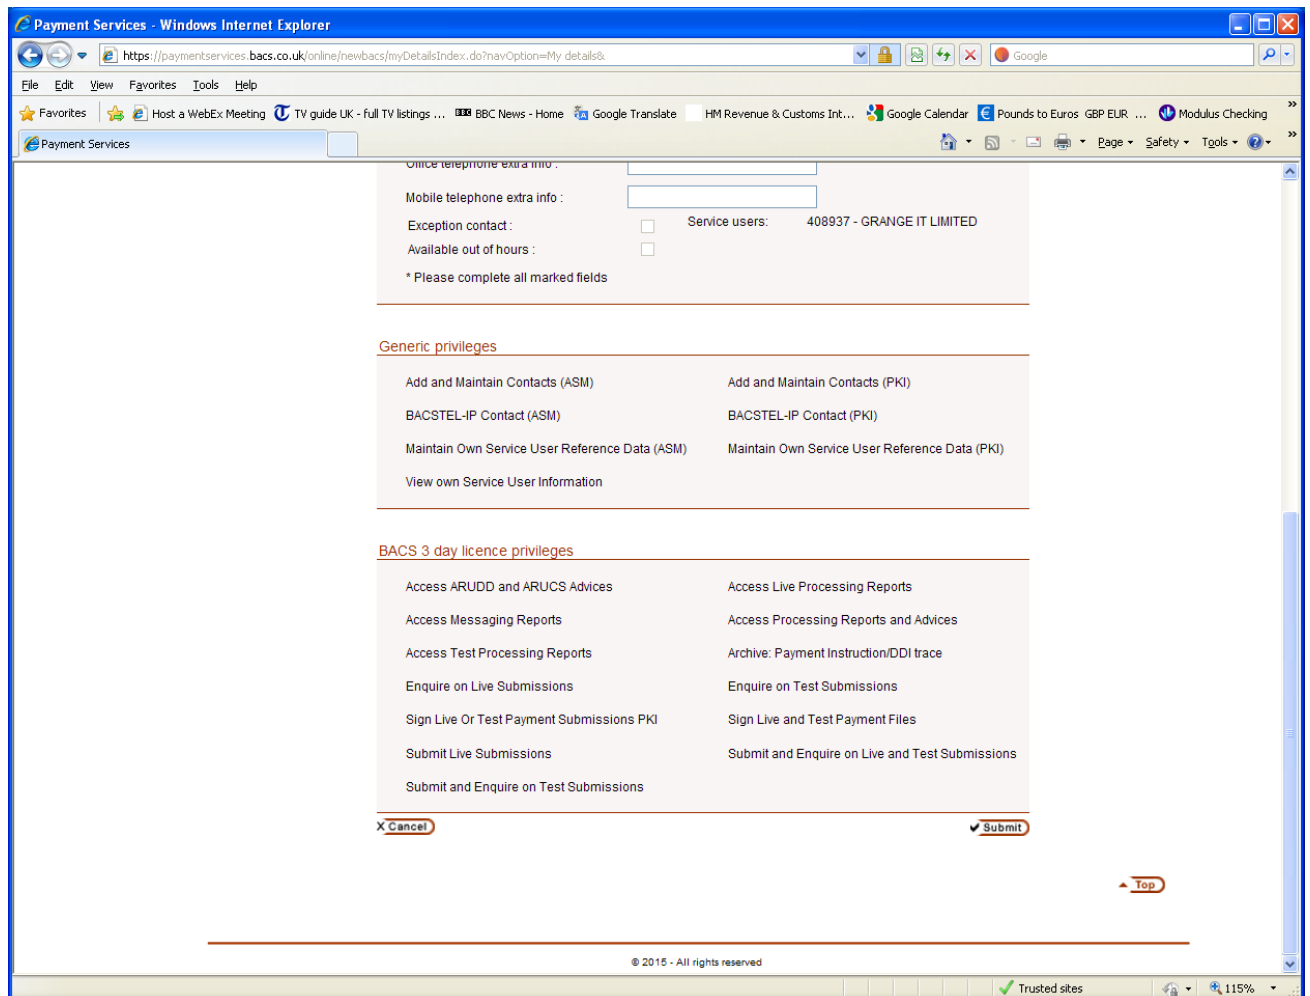 Payment Services - Windows Internet Explorer
https://paymentservices.bacs.co.uk/online/newbacs/myDetailsIndex.do?navOption=My details&
Google
File Edit View Favorites Tools Help
Favorites Host a WebEx Meeting TV guide UK - full TV listings ... BBC News - Home Google Translate HM Revenue & Customs Int... Google Calendar Pounds to Euros GBP EUR ... Modulus Checking »
Payment Services Page Safety Tools »
Office telephone extra info :
Mobile telephone extra info :
Exception contact : Service users: 408937 - GRANGE IT LIMITED
Available out of hours :
* Please complete all marked fields
Generic privileges
Add and Maintain Contacts (ASM) Add and Maintain Contacts (PKI)
BACSTEL-IP Contact (ASM) BACSTEL-IP Contact (PKI)
Maintain Own Service User Reference Data (ASM) Maintain Own Service User Reference Data (PKI)
View own Service User Information
BACS 3 day licence privileges
Access ARUDD and ARUCS Advices Access Live Processing Reports
Access Messaging Reports Access Processing Reports and Advices
Access Test Processing Reports Archive: Payment Instruction/DDI trace
Enquire on Live Submissions Enquire on Test Submissions
Sign Live Or Test Payment Submissions PKI Sign Live and Test Payment Files
Submit Live Submissions Submit and Enquire on Live and Test Submissions
Submit and Enquire on Test Submissions
X Cancel Submit
Top
© 2015 - All rights reserved
Trusted sites 115%